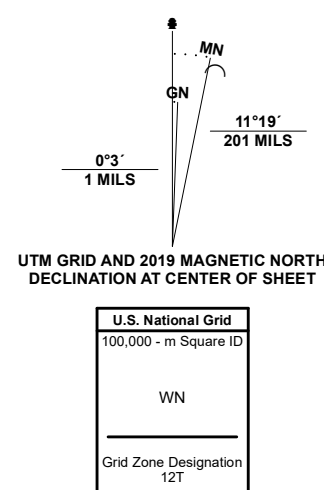 MN
GN
11°19´
201 MILS
0°3´
1 MILS
UTM GRID AND 2019 MAGNETIC NORTH
DECLINATION AT CENTER OF SHEET
U.S. National Grid
100,000 - m Square ID
WN
Grid Zone Designation
12T